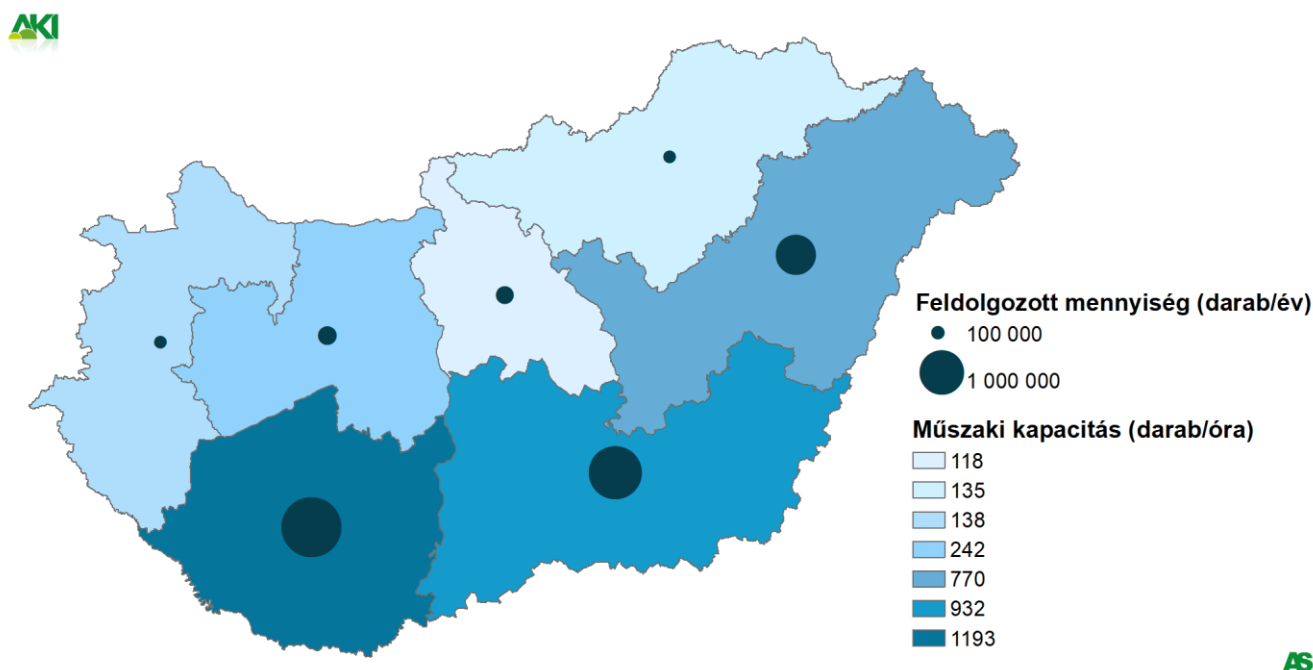 AKI
Feldolgozott mennyiség (darab/év)
100 000
1 000 000
Műszaki kapacitás (darab/óra)
118
135
138
242
770
932
1193
AS